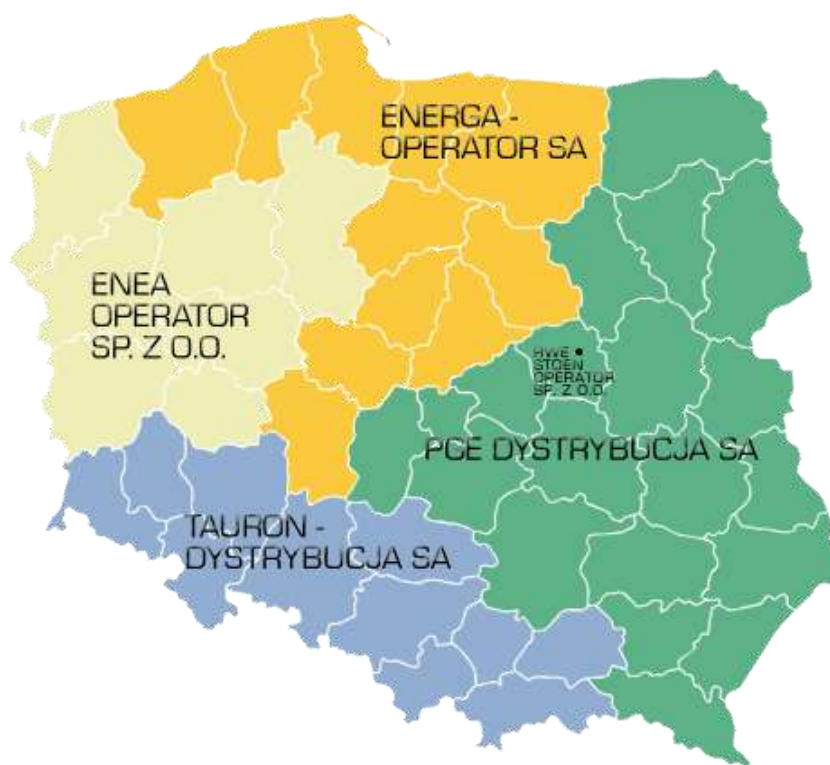 ENERGA -
OPERATOR SA
ENEA
OPERATOR
SP. Z O.O.
RWE
STOEN
OPERATOR
SP. Z O.O.
PGE DYSTRYBUCJA SA
TAURON -
DYSTRYBUCJA SA